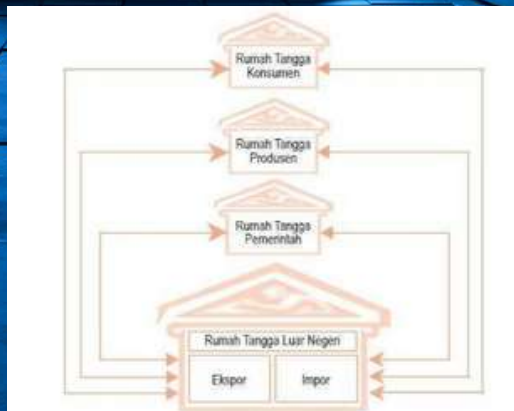 Rumah Tangga
Konsumen
Rumah Tangga
Produsen
Rumah Tangga
Pemerintah
Rumah Tangga Luar Negeri
Ekspor
Impor